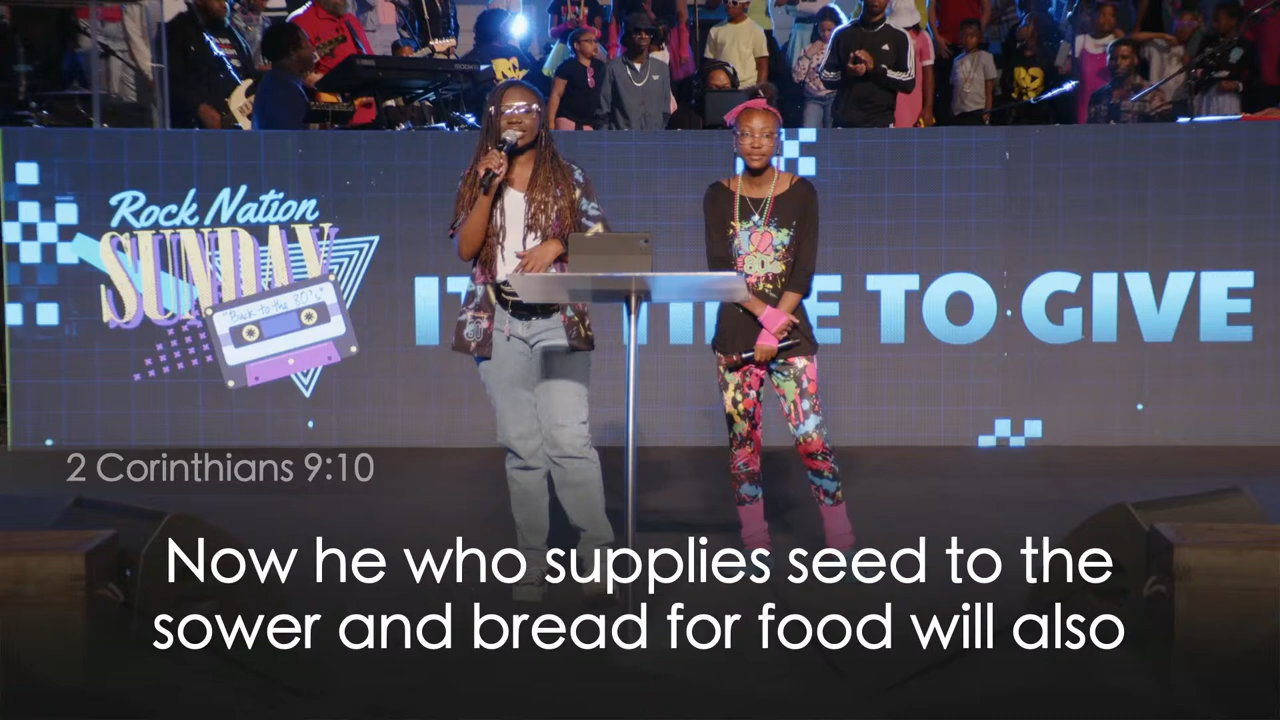 Rock Nation
SUNDAY
"Back to the 80's"
TO GIVE
I
80s
2 Corinthians 9:10
Now he who supplies seed to the
sower and bread for food will also